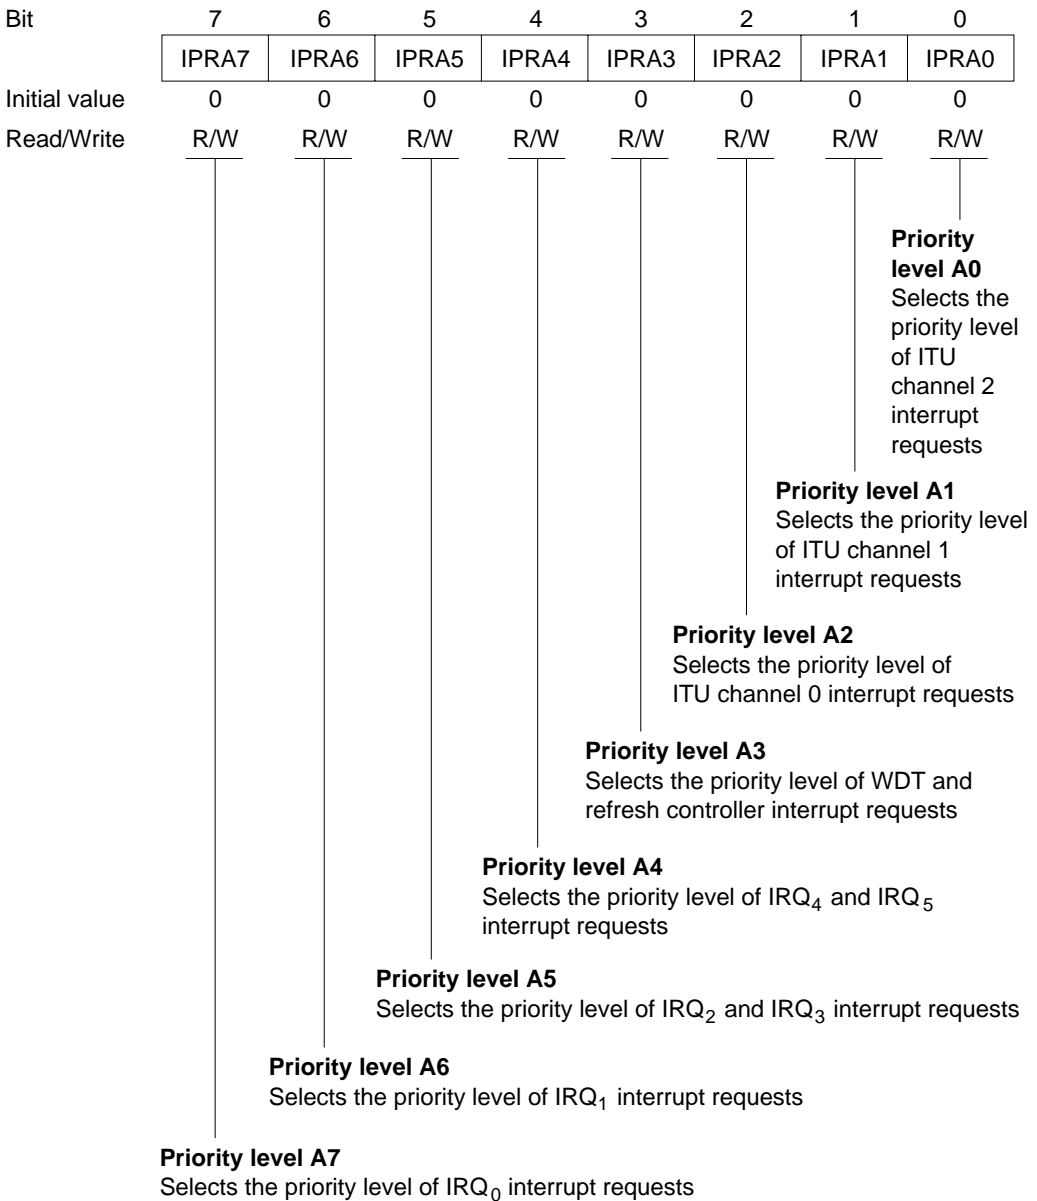 Bit 7 6 5 4 3 2 1 0
IPRA7 IPRA6 IPRA5 IPRA4 IPRA3 IPRA2 IPRA1 IPRA0
Initial value 0 0 0 0 0 0 0 0
Read/Write R/W R/W R/W R/W R/W R/W R/W R/W
Priority
level A0
Selects the
priority level
of ITU
channel 2
interrupt
requests
Priority level A1
Selects the priority level
of ITU channel 1
interrupt requests
Priority level A2
Selects the priority level of
ITU channel 0 interrupt requests
Priority level A3
Selects the priority level of WDT and
refresh controller interrupt requests
Priority level A4
Selects the priority level of IRQ4 and IRQ5
interrupt requests
Priority level A5
Selects the priority level of IRQ2 and IRQ3 interrupt requests
Priority level A6
Selects the priority level of IRQ1 interrupt requests
Priority level A7
Selects the priority level of IRQ0 interrupt requests